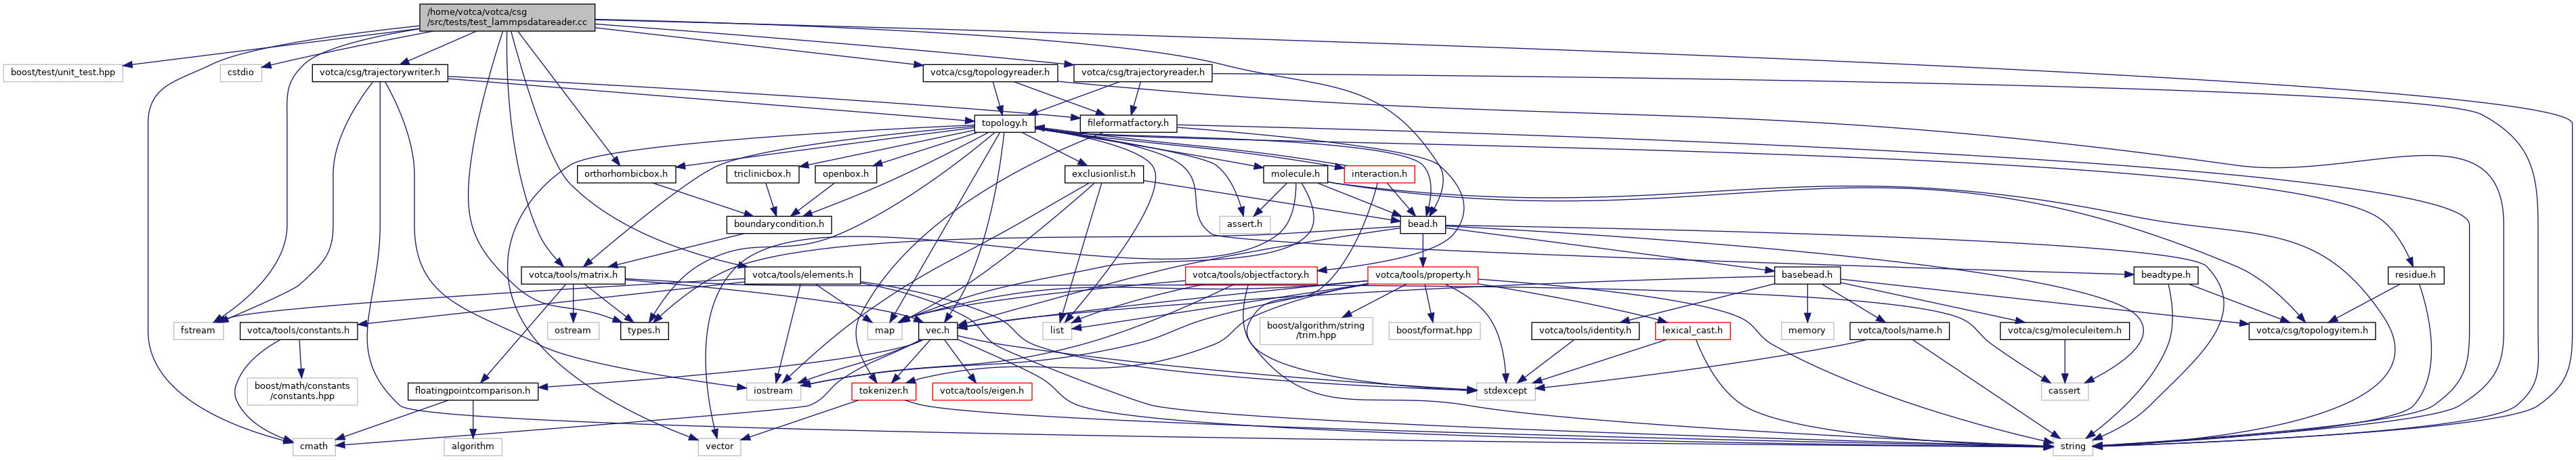 /home/votca/votca/csg
/src/tests/test_lammpsdatareader.cc
boost/test/unit_test.hpp
cstdio
votca/csg/trajectorywriter.h
votca/csg/topologyreader.h
votca/csg/trajectoryreader.h
topology.h
fileformatfactory.h
orthorhombicbox.h
triclinicbox.h
openbox.h
exclusionlist.h
molecule.h
interaction.h
boundarycondition.h
assert.h
bead.h
votca/tools/matrix.h
votca/tools/elements.h
votca/tools/objectfactory.h
votca/tools/property.h
basebead.h
beadtype.h
residue.h
fstream
votca/tools/constants.h
ostream
types.h
map
vec.h
list
boost/algorithm/string
/trim.hpp
boost/format.hpp
votca/tools/identity.h
lexical_cast.h
memory
votca/tools/name.h
votca/csg/moleculeitem.h
votca/csg/topologyitem.h
boost/math/constants
/constants.hpp
floatingpointcomparison.h
iostream
tokenizer.h
votca/tools/eigen.h
stdexcept
cassert
cmath
algorithm
vector
string